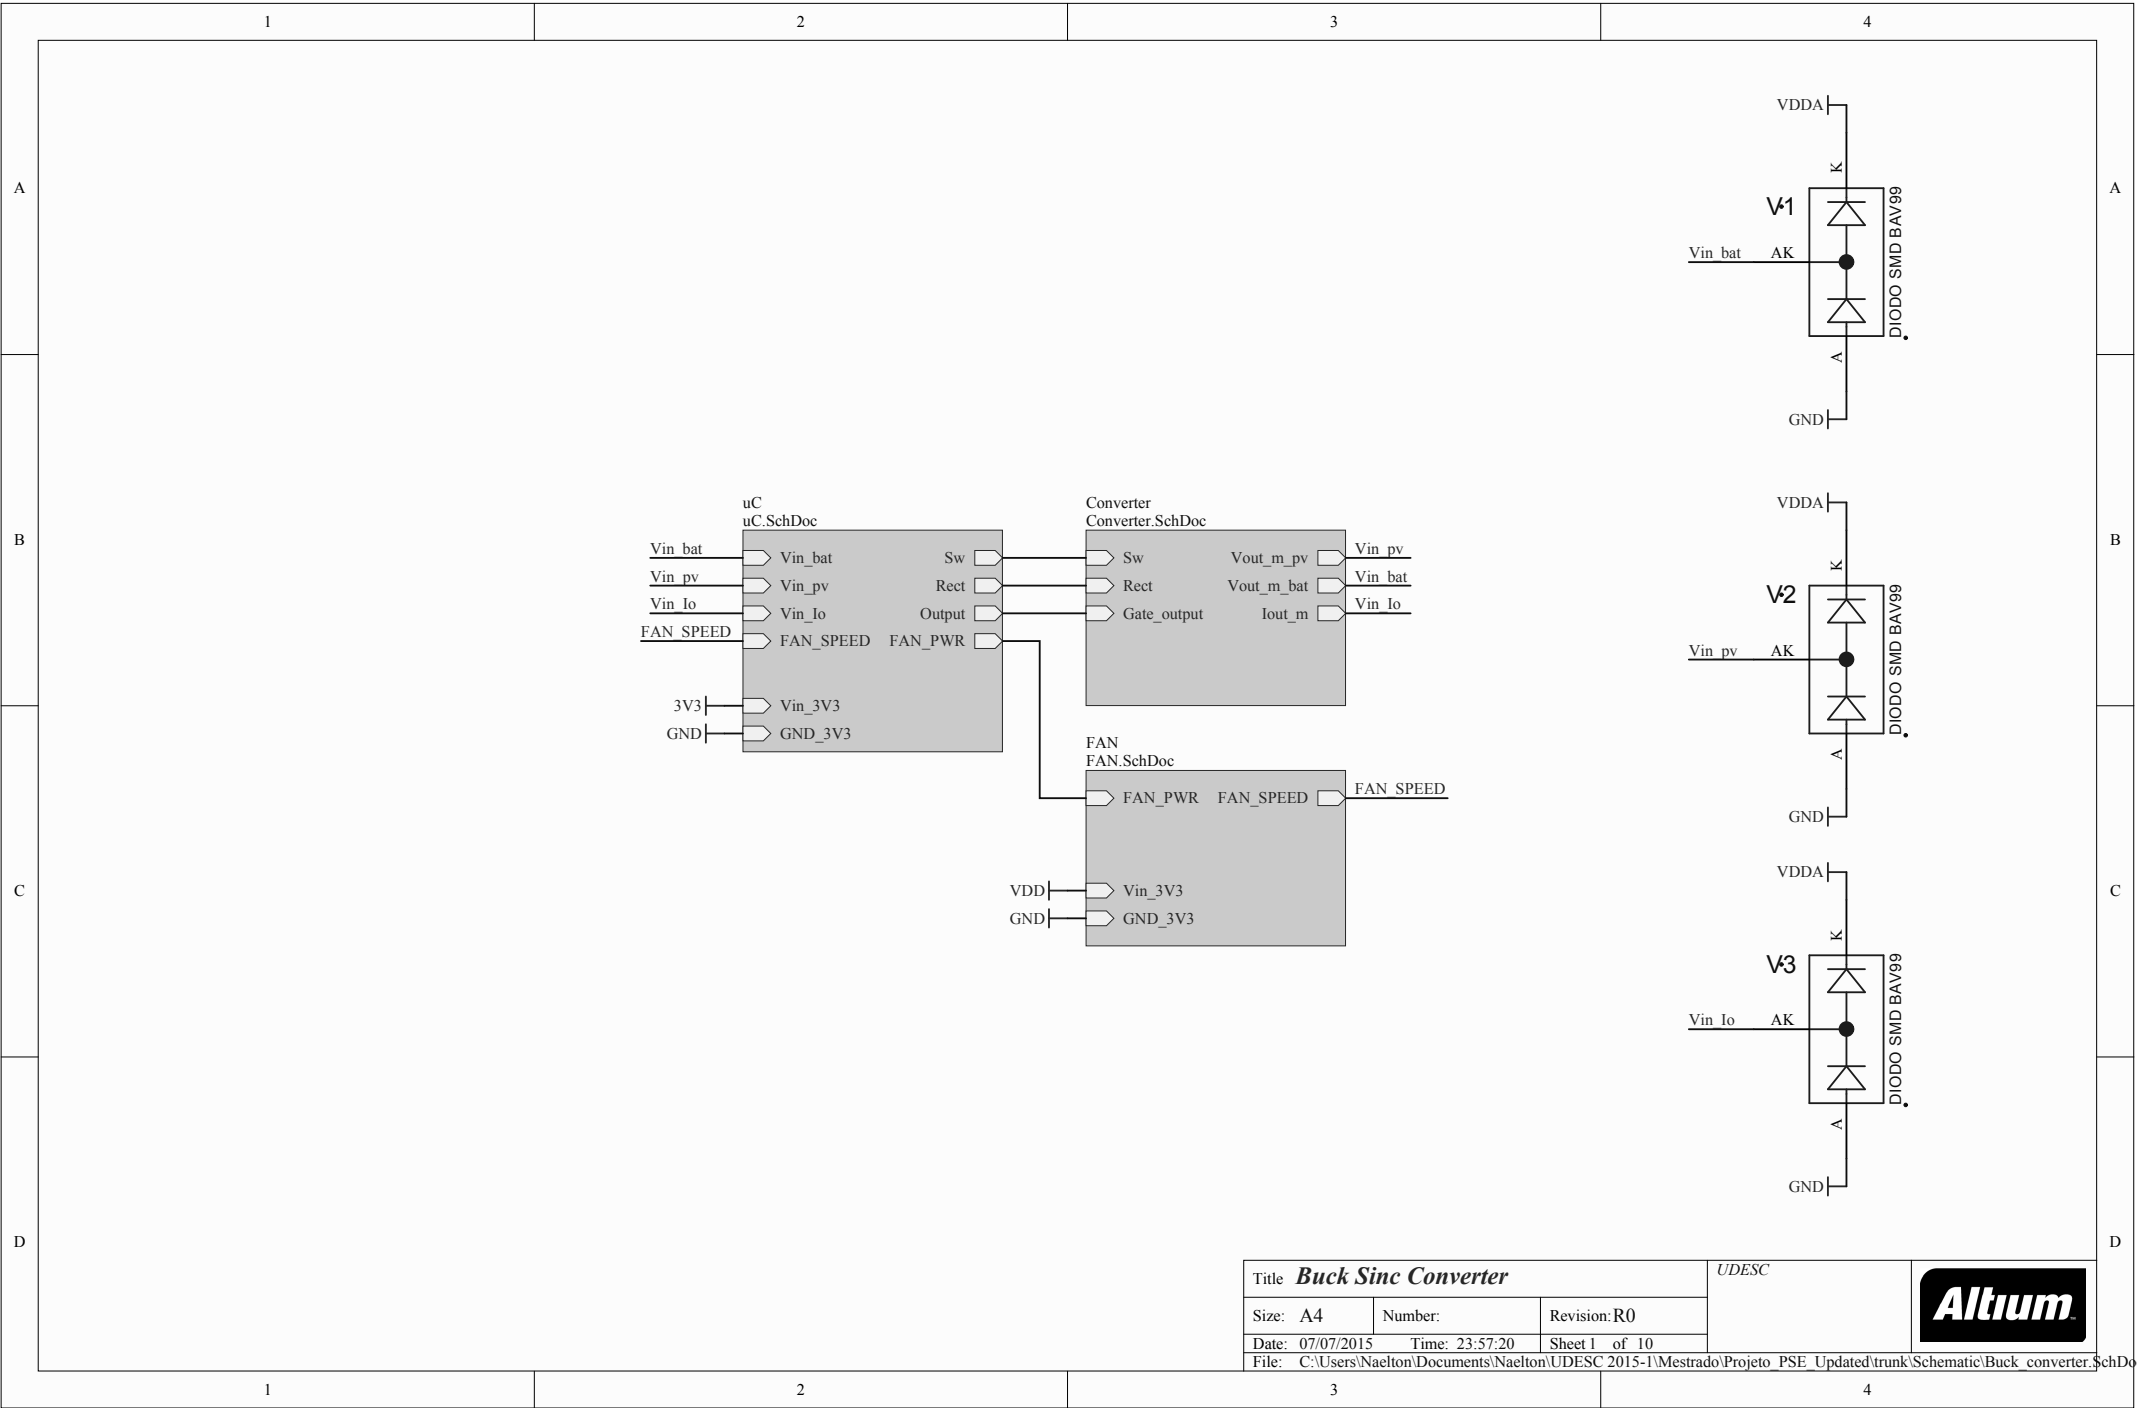 1 2 3 4
A A
VDDA
K
V1
DIODO SMD BAV99
Vin_bat AK
A
GND
B B
VDDA
K
V2
DIODO SMD BAV99
Vin_pv AK
A
GND
uC
uC.SchDoc
Vin_bat Vin_bat Sw
Vin_pv Vin_pv Rect
Vin_Io Vin_Io Output
FAN_SPEED FAN_SPEED FAN_PWR
3V3 Vin_3V3
GND GND_3V3
Converter
Converter.SchDoc
Sw Vout_m_pv Vin_pv
Rect Vout_m_bat Vin_bat
Gate_output Iout_m Vin_Io
FAN
FAN.SchDoc
FAN_PWR FAN_SPEED FAN_SPEED
VDD Vin_3V3
GND GND_3V3
C C
VDDA
K
V3
DIODO SMD BAV99
Vin_Io AK
A
GND
D D
Title Buck Sinc Converter
UDESC
Altium
Size: A4 Number: Revision: R0
Date: 07/07/2015 Time: 23:57:20 Sheet 1 of 10
File: C:\Users\Naelton\Documents\Naelton\UDESC 2015-1\Mestrado\Projeto_PSE_Updated\trunk\Schematic\Buck_converter.SchDo
1 2 3 4